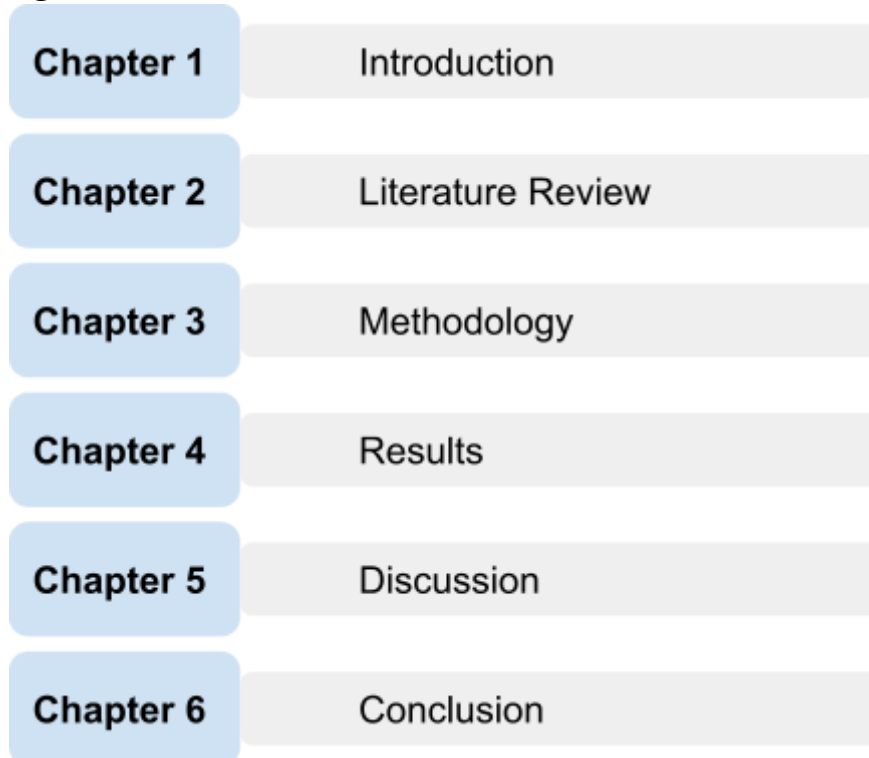 Chapter 1 Introduction
Chapter 2 Literature Review
Chapter 3 Methodology
Chapter 4 Results
Chapter 5 Discussion
Chapter 6 Conclusion